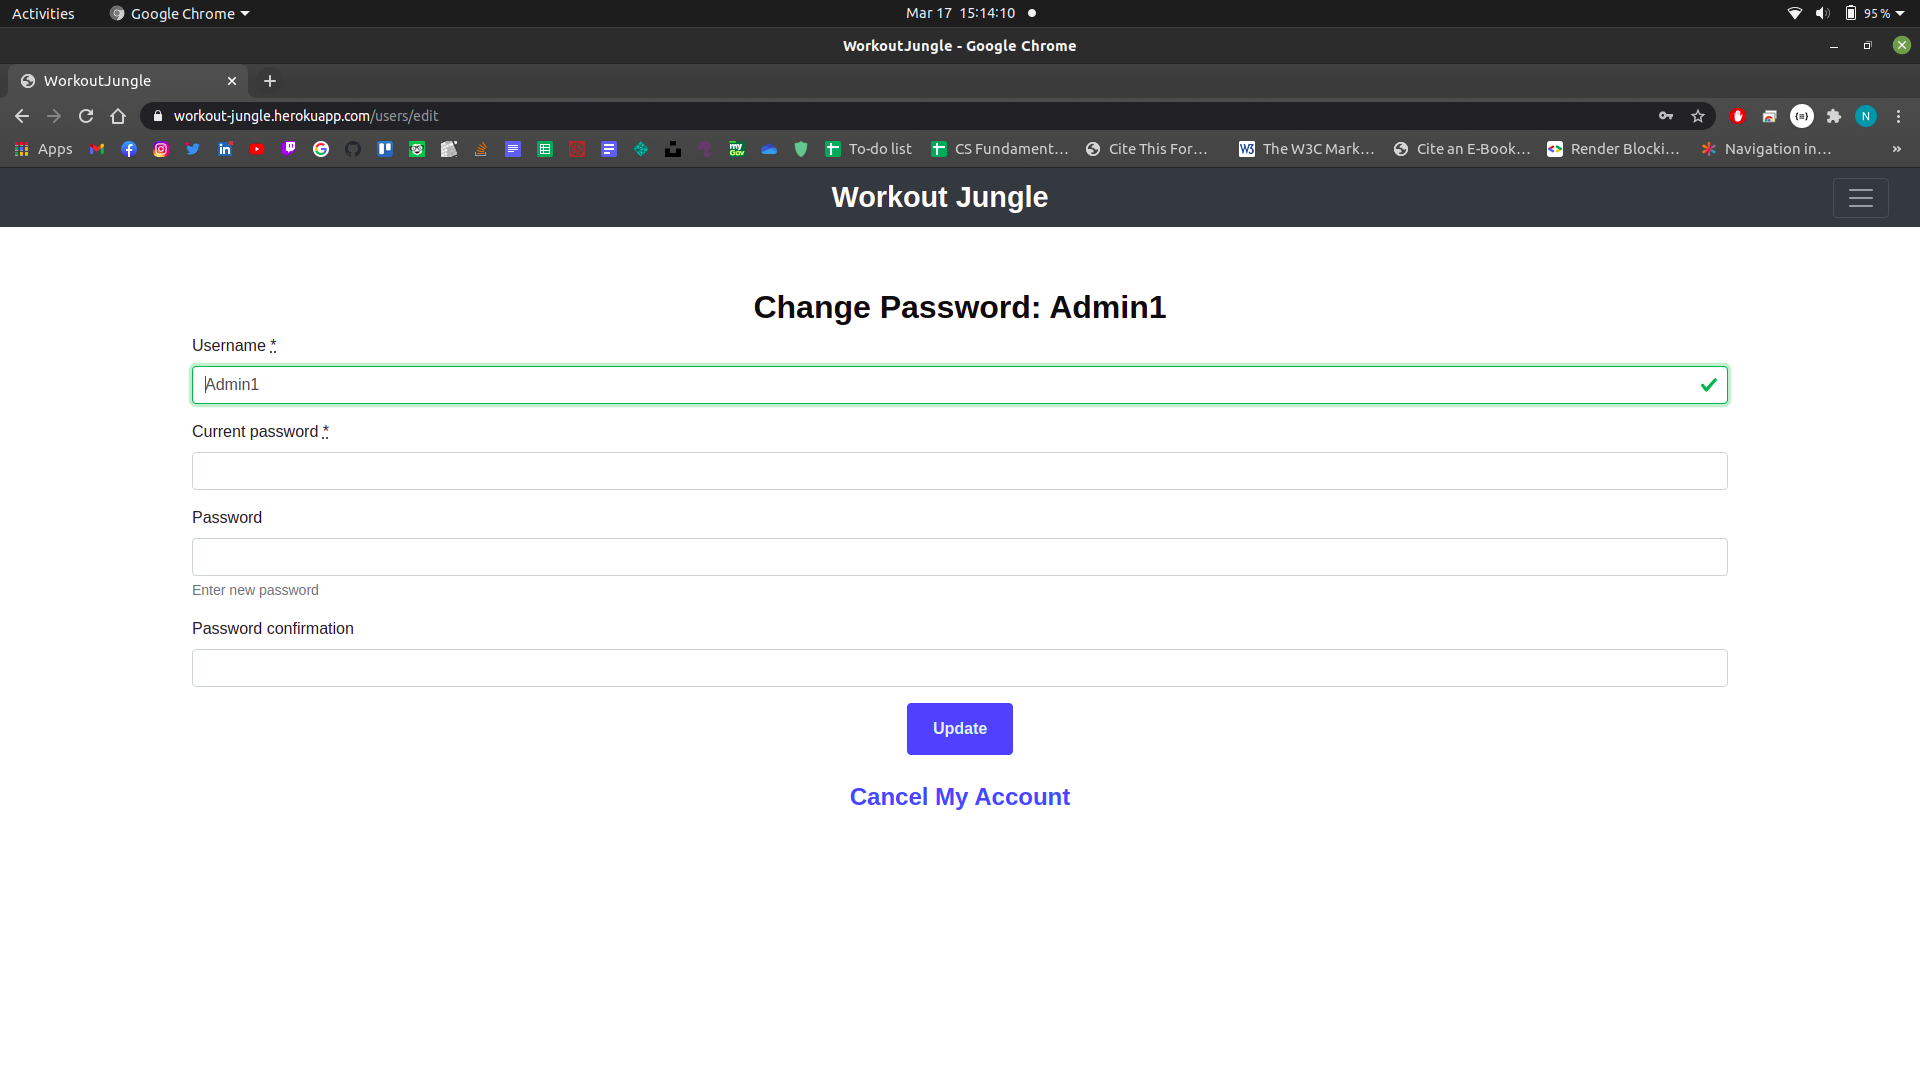 Activities Google Chrome Mar 17 15:14:10 95 %
WorkoutJungle - Google Chrome
WorkoutJungle
workout-jungle.herokuapp.com/users/edit N
Apps To-do list CS Fundament... Cite This For... The W3C Mark... Cite an E-Book... Render Blocki... Navigation in... »
Workout Jungle
Change Password: Admin1
Username *
Admin1
Current password *
Password
Enter new password
Password confirmation
Update
Cancel My Account